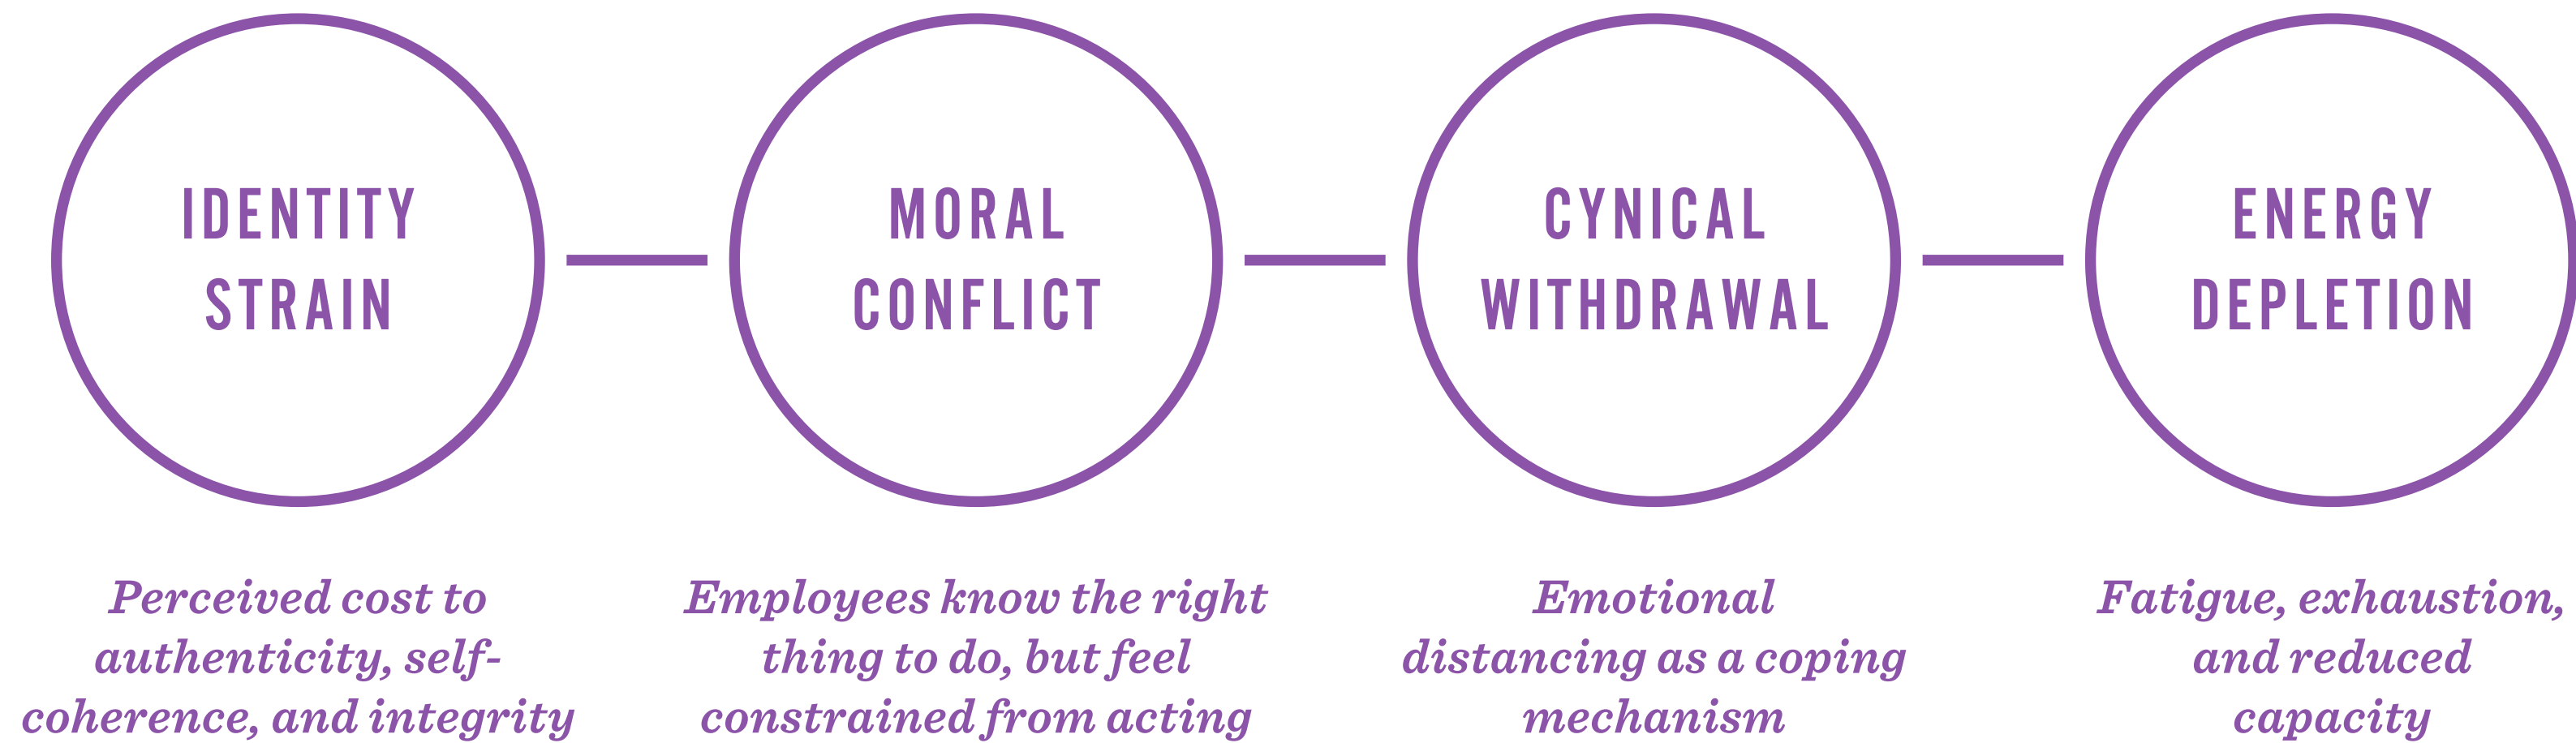 IDENTITY
STRAIN
MORAL
CONFLICT
CYNICAL
WITHDRAWAL
ENERGY
DEPLETION
Perceived cost to
authenticity, self-
coherence, and integrity
Employees know the right
thing to do, but feel
constrained from acting
Emotional
distancing as a coping
mechanism
Fatigue, exhaustion,
and reduced
capacity